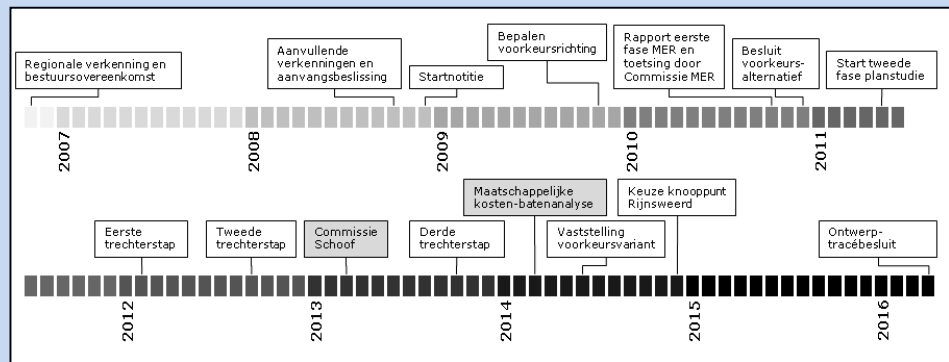 Regionale verkenning en
bestuursovereenkomst
Aanvullende
verkenningen en
aanvangsbeslissing
Startnotitie
Bepalen
voorkeursrichting
Rapport eerste
fase MER en
toetsing door
Commissie MER
Besluit
voorkeurs-
alternatief
Start tweede
fase planstudie
2007
2008
2009
2010
2011
Eerste
trechterstap
Tweede
trechterstap
Commissie
Schoof
Derde
trechterstap
Maatschappelijke
kosten-batenanalyse
Vaststelling
voorkeursvariant
Keuze knooppunt
Rijnsweerd
Ontwerp-
tracébesluit
2012
2013
2014
2015
2016